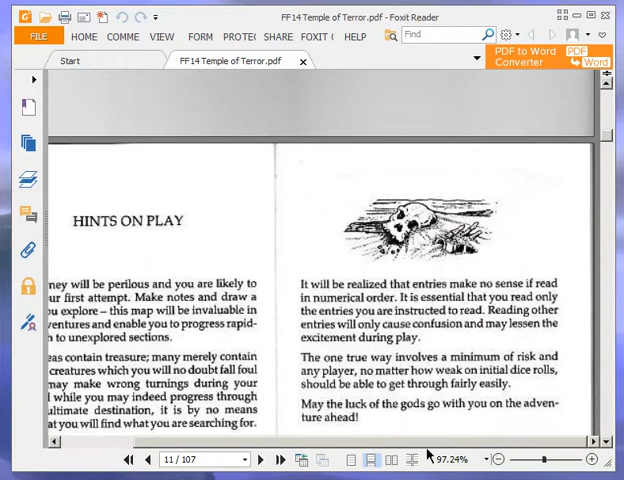 FF14 Temple of Terror.pdf - Foxit Reader
FILE HOME COMME VIEW FORM PROTEC SHARE FOXIT C HELP Find
Start FF14 Temple of Terror.pdf
PDF to Word PDF
Converter Word
HINTS ON PLAY
ney will be perilous and you are likely to
ur first attempt. Make notes and draw a
ou explore – this map will be invaluable in
ventures and enable you to progress rapid-
h to unexplored sections.
eas contain treasure; many merely contain
creatures which you will no doubt fall foul
may make wrong turnings during your
l while you may indeed progress through
ultimate destination, it is by no means
at you will find what you are searching for.
It will be realized that entries make no sense if read
in numerical order. It is essential that you read only
the entries you are instructed to read. Reading other
entries will only cause confusion and may lessen the
excitement during play.
The one true way involves a minimum of risk and
any player, no matter how weak on initial dice rolls,
should be able to get through fairly easily.
May the luck of the gods go with you on the adven-
ture ahead!
11 / 107 97.24%